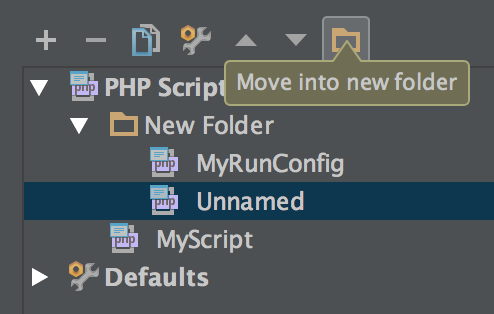 Move into new folder
PHP Script
New Folder
php MyRunConfig
php Unnamed
php MyScript
Defaults